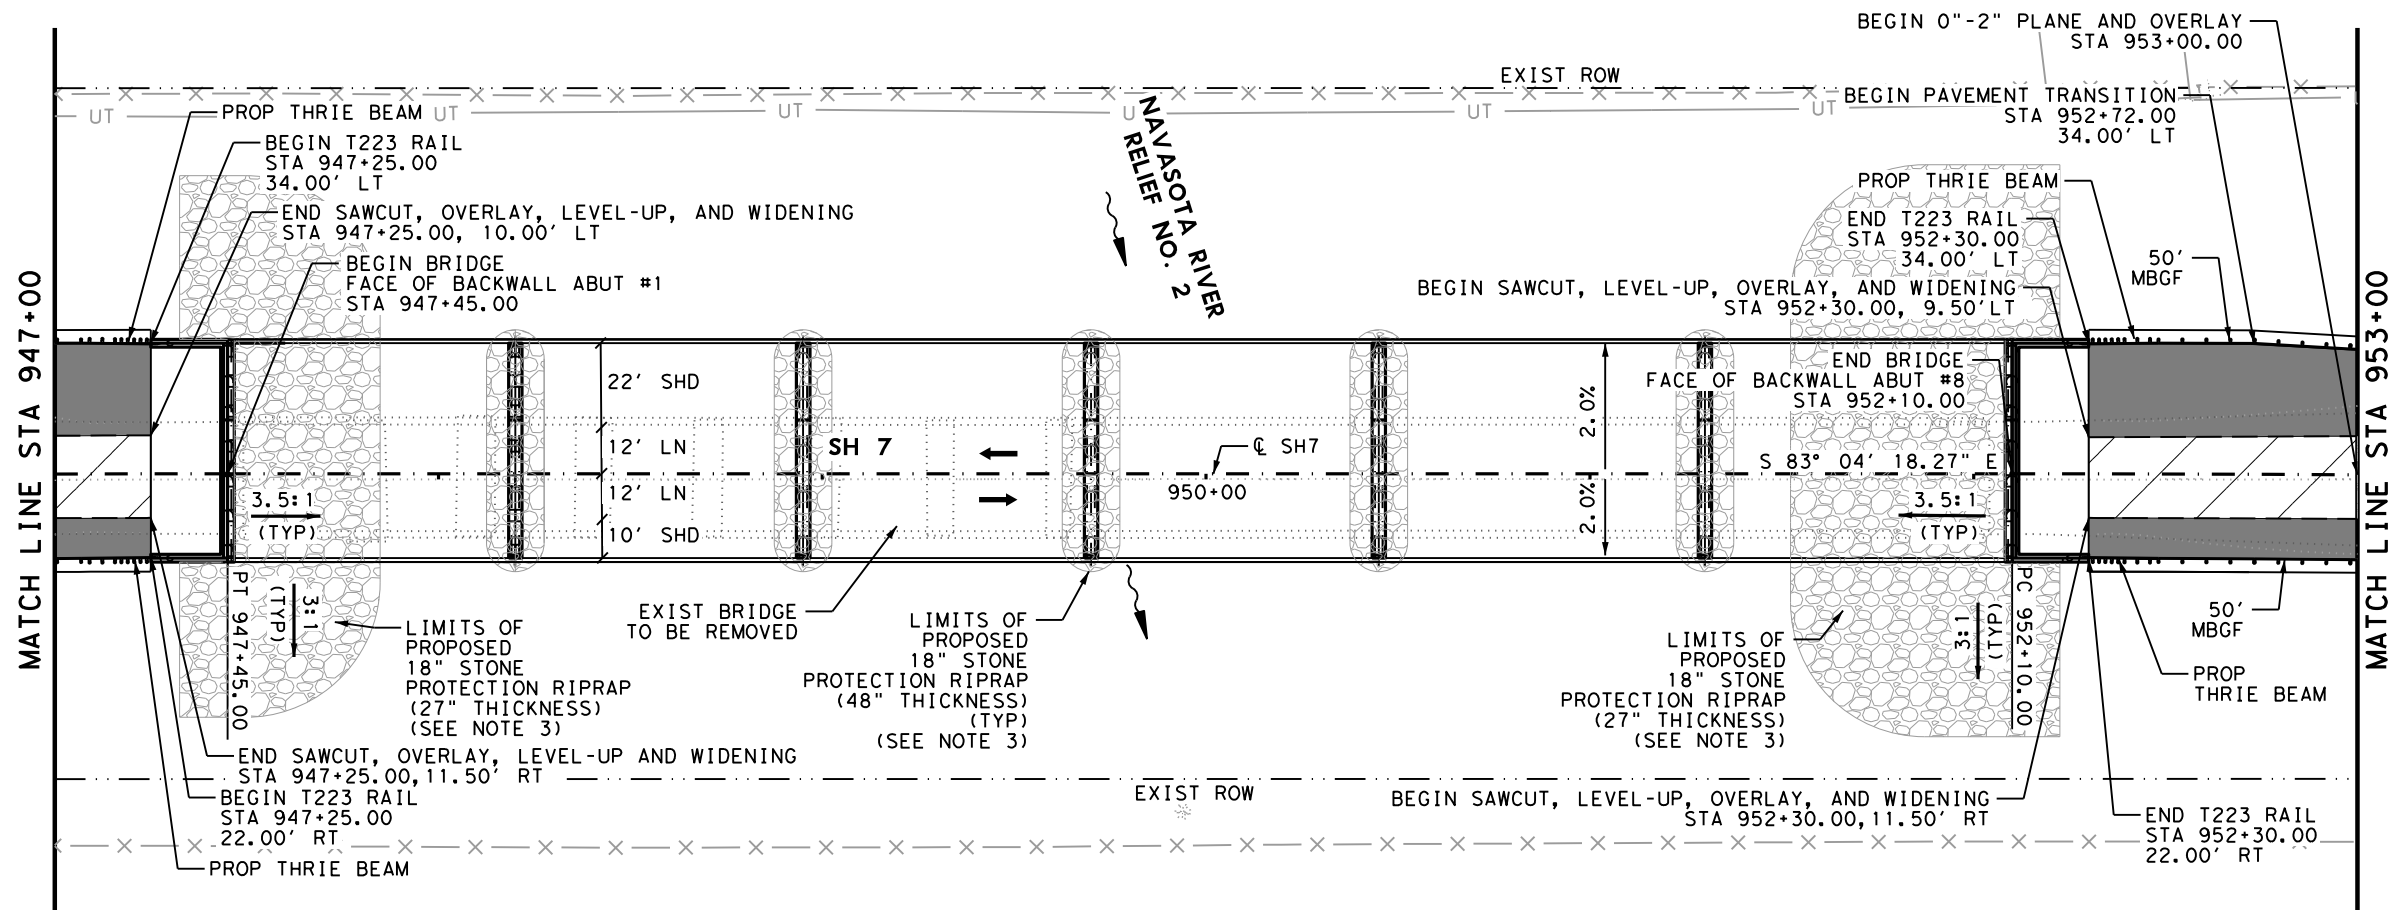 BEGIN 0"-2" PLANE AND OVERLAY
STA 953+00.00
EXIST ROW
BEGIN PAVEMENT TRANSITION
STA 952+72.00
34.00' LT
UT
UT
UT
UT
UT
UT
PROP THRIE BEAM
BEGIN T223 RAIL
STA 947+25.00
34.00' LT
END SAWCUT, OVERLAY, LEVEL-UP, AND WIDENING
STA 947+25.00, 10.00' LT
BEGIN BRIDGE
FACE OF BACKWALL ABUT #1
STA 947+45.00
NAVASOTA RIVER
RELIEF NO. 2
PROP THRIE BEAM
END T223 RAIL
STA 952+30.00
34.00' LT
50'
MBGF
BEGIN SAWCUT, LEVEL-UP, OVERLAY, AND WIDENING
STA 952+30.00, 9.50'LT
END BRIDGE
FACE OF BACKWALL ABUT #8
STA 952+10.00
MATCH LINE STA 947+00
MATCH LINE STA 953+00
22' SHD
12' LN
12' LN
10' SHD
SH 7
℄ SH7
950+00
2.0%
2.0%
S 83° 04' 18.27" E
3.5:1
(TYP)
3.5:1
(TYP)
PT 947+45.00
3:1
(TYP)
PC 952+10.00
3:1
(TYP)
LIMITS OF
PROPOSED
18" STONE
PROTECTION RIPRAP
(27" THICKNESS)
(SEE NOTE 3)
EXIST BRIDGE
TO BE REMOVED
LIMITS OF
PROPOSED
18" STONE
PROTECTION RIPRAP
(48" THICKNESS)
(TYP)
(SEE NOTE 3)
LIMITS OF
PROPOSED
18" STONE
PROTECTION RIPRAP
(27" THICKNESS)
(SEE NOTE 3)
50'
MBGF
PROP
THRIE BEAM
END SAWCUT, OVERLAY, LEVEL-UP AND WIDENING
STA 947+25.00,11.50' RT
BEGIN T223 RAIL
STA 947+25.00
22.00' RT
PROP THRIE BEAM
EXIST ROW
BEGIN SAWCUT, LEVEL-UP, OVERLAY, AND WIDENING
STA 952+30.00,11.50' RT
END T223 RAIL
STA 952+30.00
22.00' RT